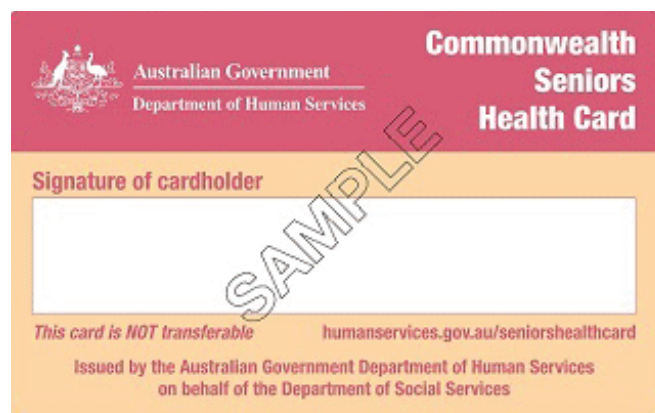 Australian Government
Department of Human Services
Commonwealth
Seniors
Health Card
Signature of cardholder
SAMPLE
This card is NOT transferable
humanservices.gov.au/seniorshealthcard
Issued by the Australian Government Department of Human Services
on behalf of the Department of Social Services